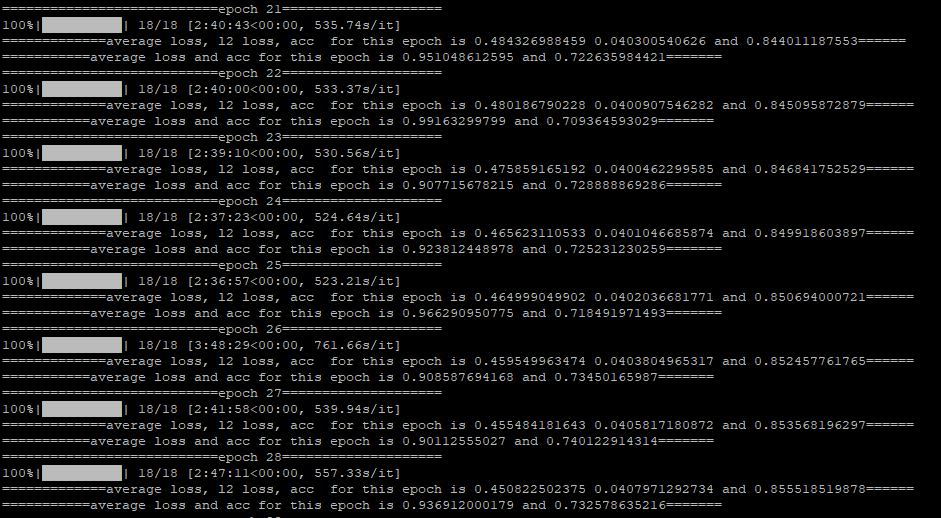 ===========================epoch 21====================
100%|██████████| 18/18 [2:40:43<00:00, 535.74s/it]
=============average loss, l2 loss, acc  for this epoch is 0.484326988459 0.040300540626 and 0.844011187553======
===========average loss and acc for this epoch is 0.951048612595 and 0.722635984421=======
===========================epoch 22====================
100%|██████████| 18/18 [2:40:00<00:00, 533.37s/it]
=============average loss, l2 loss, acc  for this epoch is 0.480186790228 0.0400907546282 and 0.845095872879======
===========average loss and acc for this epoch is 0.99163299799 and 0.709364593029=======
===========================epoch 23====================
100%|██████████| 18/18 [2:39:10<00:00, 530.56s/it]
=============average loss, l2 loss, acc  for this epoch is 0.475859165192 0.0400462299585 and 0.846841752529======
===========average loss and acc for this epoch is 0.907715678215 and 0.728888869286=======
===========================epoch 24====================
100%|██████████| 18/18 [2:37:23<00:00, 524.64s/it]
=============average loss, l2 loss, acc  for this epoch is 0.465623110533 0.0401046685874 and 0.849918603897======
===========average loss and acc for this epoch is 0.923812448978 and 0.725231230259=======
===========================epoch 25====================
100%|██████████| 18/18 [2:36:57<00:00, 523.21s/it]
=============average loss, l2 loss, acc  for this epoch is 0.464999049902 0.0402036681771 and 0.850694000721======
===========average loss and acc for this epoch is 0.966290950775 and 0.718491971493=======
===========================epoch 26====================
100%|██████████| 18/18 [3:48:29<00:00, 761.66s/it]
=============average loss, l2 loss, acc  for this epoch is 0.459549963474 0.0403804965317 and 0.852457761765======
===========average loss and acc for this epoch is 0.908587694168 and 0.73450165987=======
===========================epoch 27====================
100%|██████████| 18/18 [2:41:58<00:00, 539.94s/it]
=============average loss, l2 loss, acc  for this epoch is 0.455484181643 0.0405817180872 and 0.853568196297======
===========average loss and acc for this epoch is 0.90112555027 and 0.740122914314=======
===========================epoch 28====================
100%|██████████| 18/18 [2:47:11<00:00, 557.33s/it]
=============average loss, l2 loss, acc  for this epoch is 0.450822502375 0.0407971292734 and 0.855518519878======
===========average loss and acc for this epoch is 0.936912000179 and 0.732578635216=======